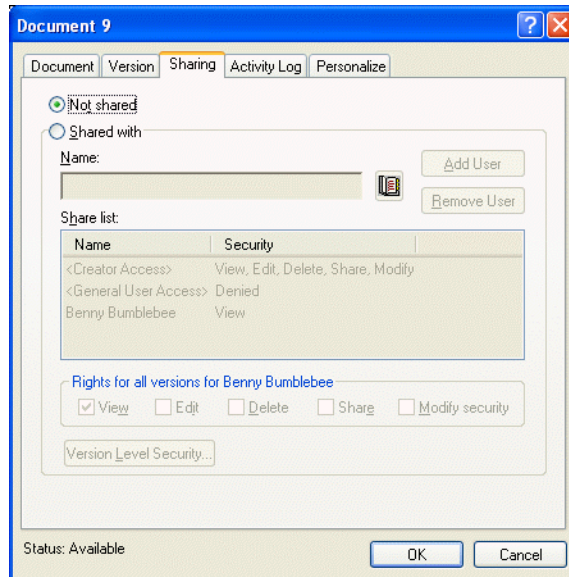 Document 9
Document Version Sharing Activity Log Personalize
Not shared
Shared with
Name:
Add User
Remove User
Share list:
Name Security
<Creator Access> View, Edit, Delete, Share, Modify
<General User Access> Denied
Benny Bumblebee View
Rights for all versions for Benny Bumblebee
View Edit Delete Share Modify security
Version Level Security...
Status: Available
OK Cancel